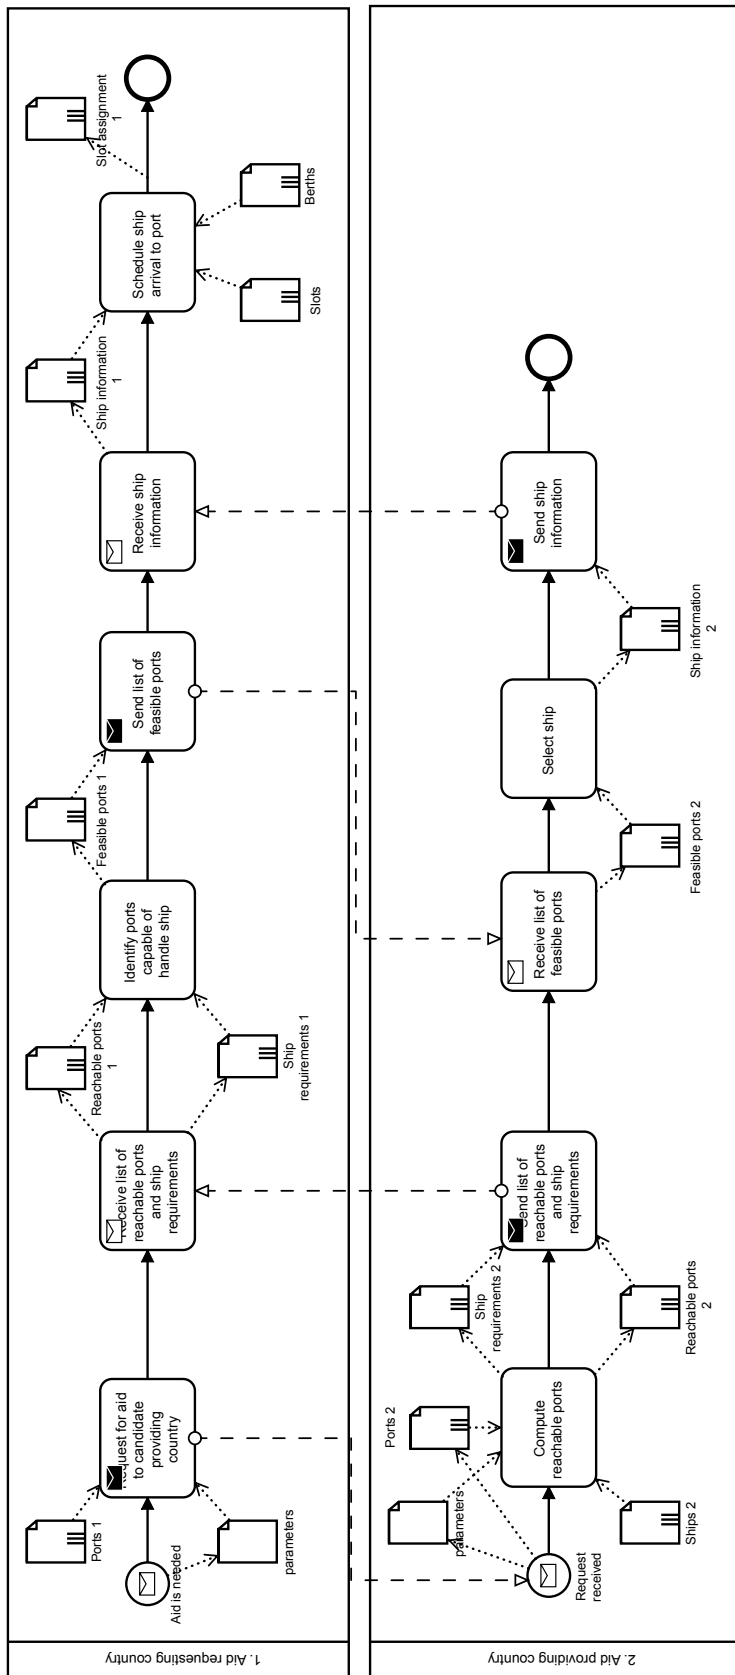 1. Aid requesting country
Aid is needed
Ports 1
parameters
Request for aid
to candidate
providing
country
Receive list of
reachable ports
and ship
requirements
Reachable ports
1
Ship
requirements 1
Identify ports
capable of
handle ship
Feasible ports 1
Send list of
feasible ports
Receive ship
information
Ship information
1
Schedule ship
arrival to port
Slots
Berths
Slot assignment
1
2. Aid providing country
Request
received
parameters
Ports 2
Ships 2
Compute
reachable ports
Ship
requirements 2
Reachable ports
2
Send list of
reachable ports
and ship
requirements
Receive list of
feasible ports
Feasible ports 2
Select ship
Ship information
2
Send ship
information